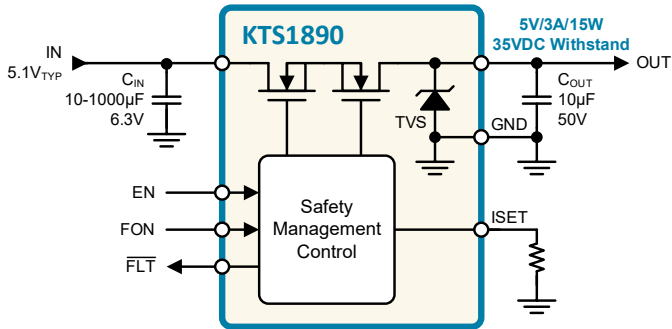 KTS1890
5V/3A/15W
35VDC Withstand
IN
5.1VTYP
CIN
10-1000µF
6.3V
TVS
COUT
10µF
50V
OUT
GND
EN
FON
FLT
Safety
Management
Control
ISET